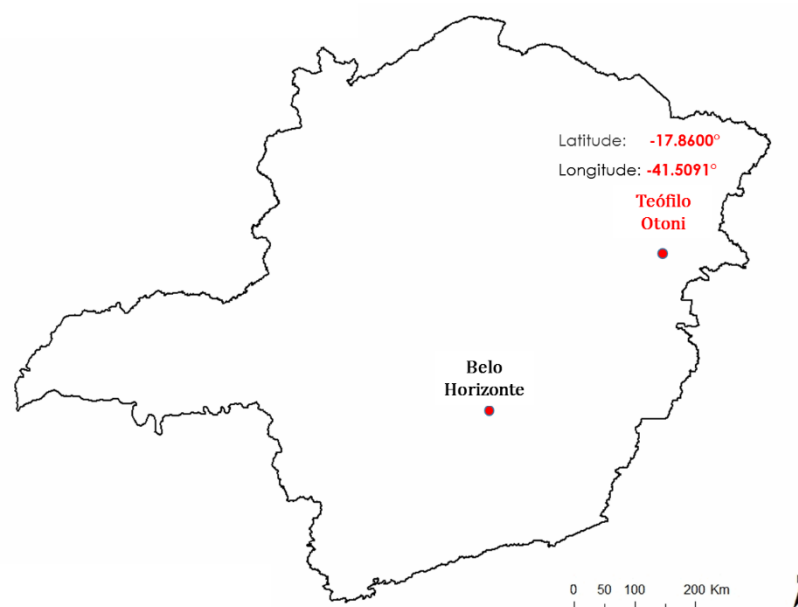 Latitude: -17.8600°
Longitude: -41.5091°
Teófilo
Otoni
Belo
Horizonte
0 50 100 200 Km